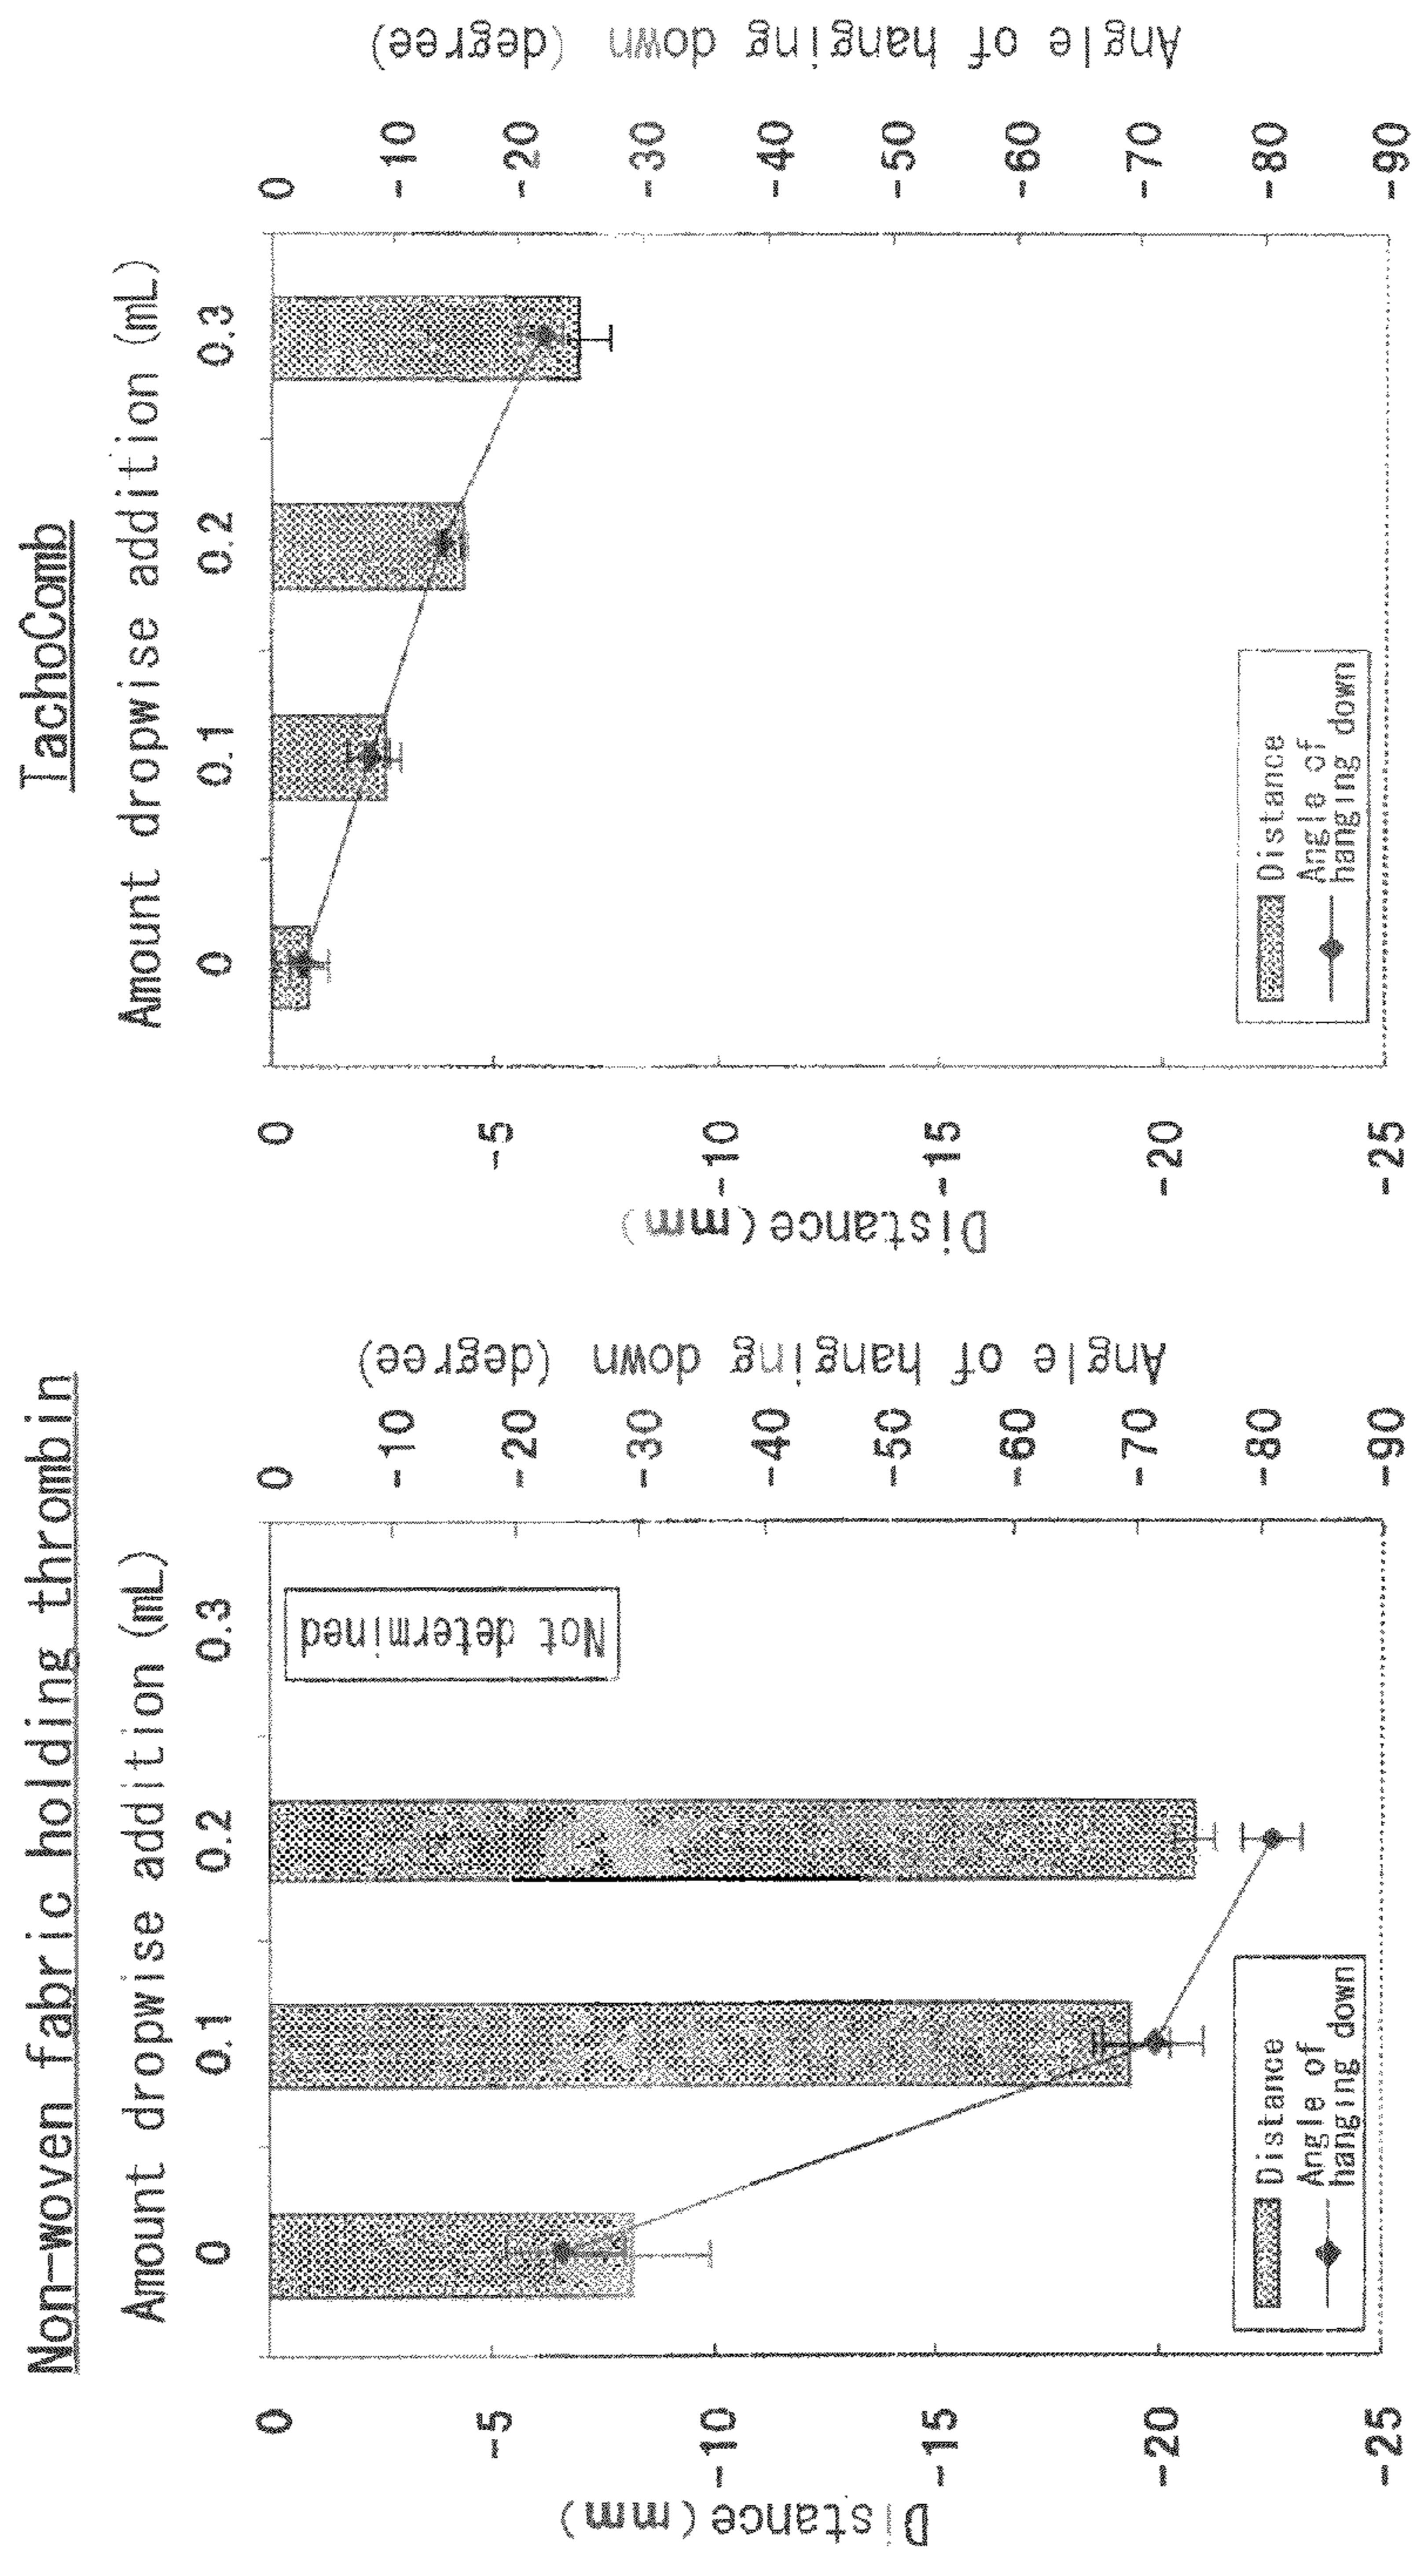 Non-woven fabric holding thrombin
Amount dropwise addition (mL)
0 0.1 0.2 0.3
Distance (mm)
0
-5
-10
-15
-20
-25
Not determined
Distance
Angle of
hanging down
0
-10
-20
-30
-40
-50
-60
-70
-80
-90
Angle of hanging down (degree)
TachoComb
Amount dropwise addition (mL)
0 0.1 0.2 0.3
Distance (mm)
0
-5
-10
-15
-20
-25
Distance
Angle of
hanging down
0
-10
-20
-30
-40
-50
-60
-70
-80
-90
Angle of hanging down (degree)